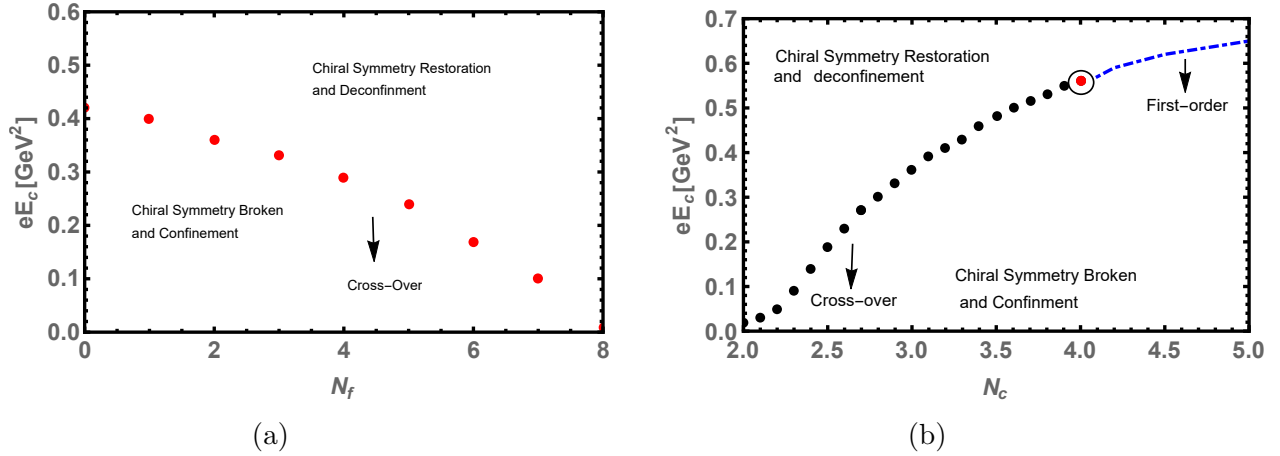 0.6
0.5
0.4
0.3
0.2
0.1
0.0
eE_c [GeV^2]
Chiral Symmetry Restoration
and Deconfinment
Chiral Symmetry Broken
and Confinement
Cross-Over
0 2 4 6 8
N_f
(a)
0.7
0.6
0.5
0.4
0.3
0.2
0.1
0.0
eE_c [GeV^2]
Chiral Symmetry Restoration
and deconfinement
First-order
Chiral Symmetry Broken
and Confinment
Cross-over
2.0 2.5 3.0 3.5 4.0 4.5 5.0
N_c
(b)